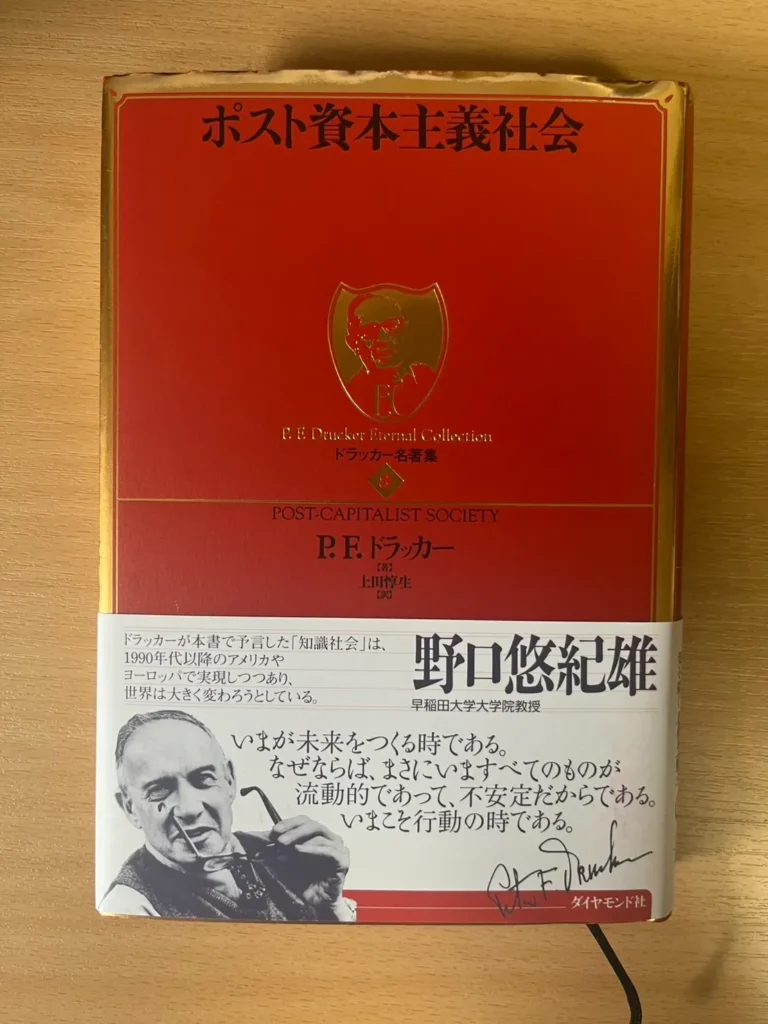 ポスト資本主義社会
P. F. Drucker Eternal Collection
ドラッカー名著集
POST-CAPITALIST SOCIETY
P.F.ドラッカー
[著]
上田惇生
[訳]
ドラッカーが本書で予言した「知識社会」は、
1990年代以降のアメリカや
ヨーロッパで実現しつつあり、
世界は大きく変わろうとしている。
野口悠紀雄
早稲田大学大学院教授
いまが未来をつくる時である。
なぜならば、まさにいますべてのものが
流動的であって、不安定だからである。
いまこそ行動の時である。
Peter F. Drucker
ダイヤモンド社